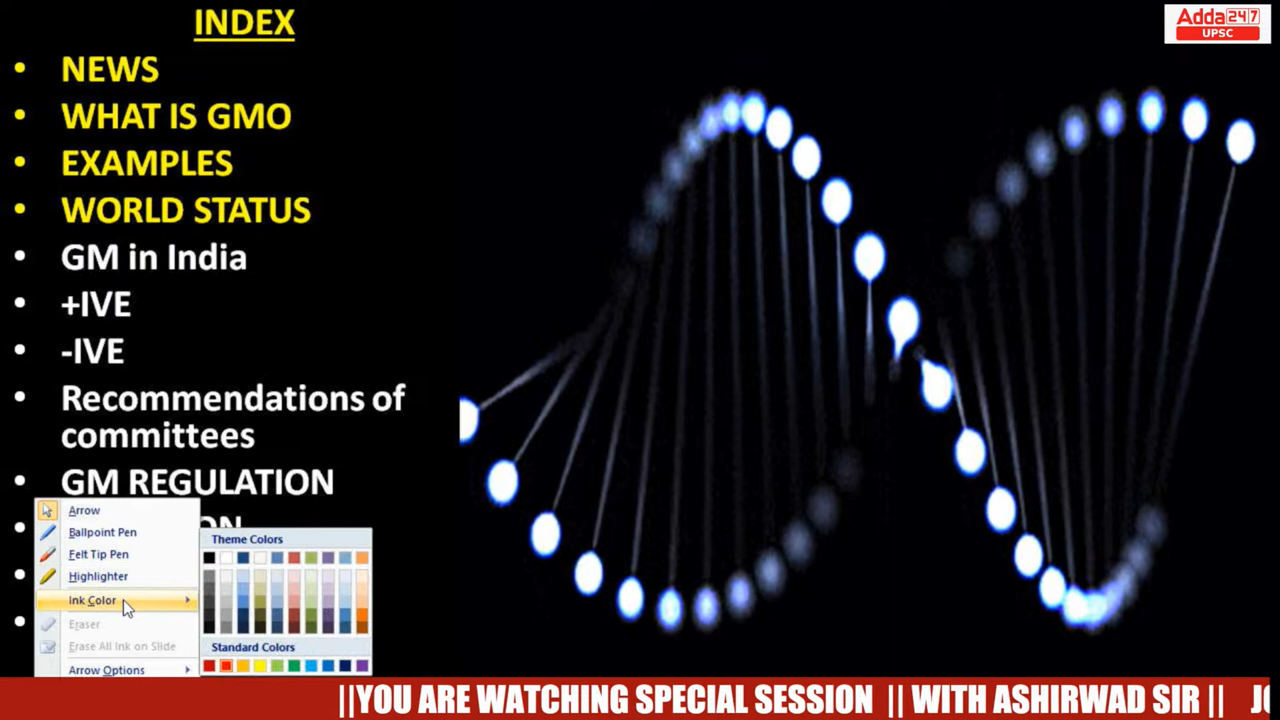 INDEX
Adda247
UPSC
• NEWS
• WHAT IS GMO
• EXAMPLES
• WORLD STATUS
• GM in India
• +IVE
• -IVE
• Recommendations of
committees
• GM REGULATION
Arrow
Ballpoint Pen
Felt Tip Pen
Highlighter
Ink Color
Eraser
Erase All Ink on Slide
Arrow Options
Theme Colors
Standard Colors
||YOU ARE WATCHING SPECIAL SESSION || WITH ASHIRWAD SIR ||